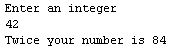 Enter an integer
42
Twice your number is 84